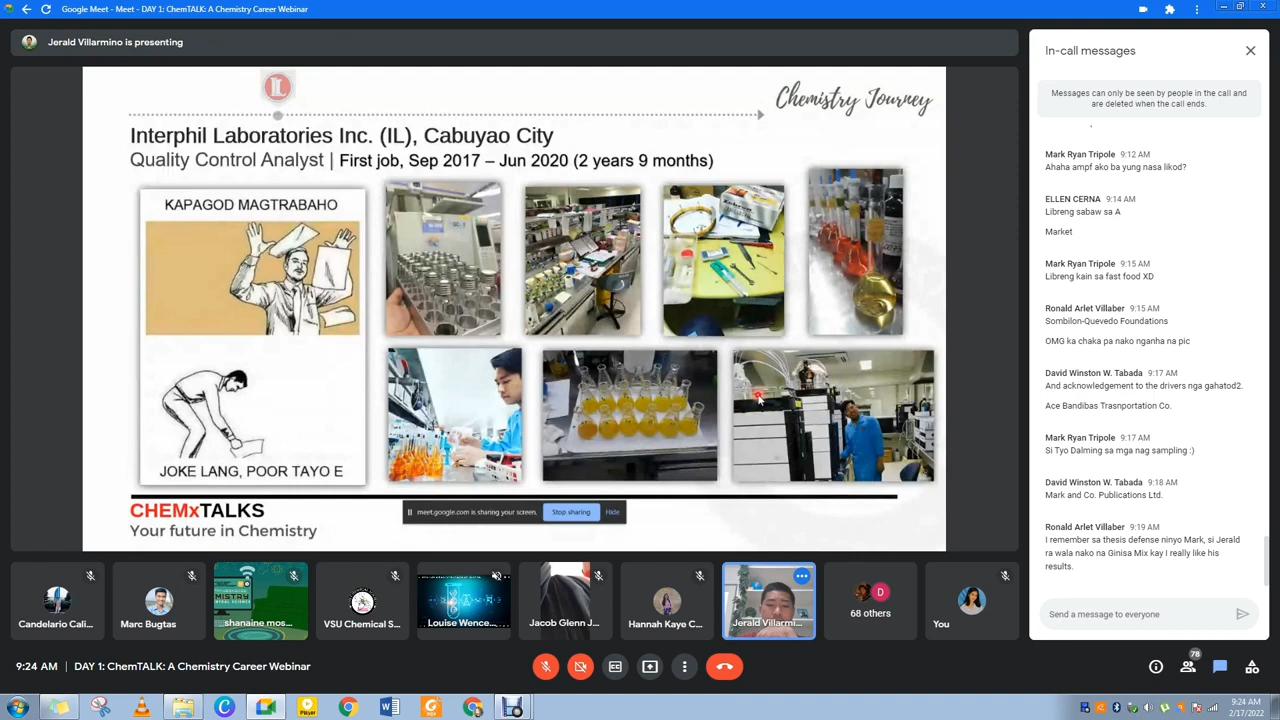 Google Meet - Meet - DAY 1: ChemTALK: A Chemistry Career Webinar
Jerald Villarmino is presenting
IL
Chemistry Journey
Interphil Laboratories Inc. (IL), Cabuyao City
Quality Control Analyst | First job, Sep 2017 – Jun 2020 (2 years 9 months)
KAPAGOD MAGTRABAHO
JOKE LANG, POOR TAYO E
CHEMxTALKS
Your future in Chemistry
meet.google.com is sharing your screen.
Stop sharing
Hide
Candelario Cali...
Marc Bugtas
shanaine mos...
VSU Chemical S...
Louise Wence...
Jacob Glenn J...
Hannah Kaye C...
Jerald Villarmi...
D
68 others
You
9:24 AM | DAY 1: ChemTALK: A Chemistry Career Webinar
78
In-call messages
Messages can only be seen by people in the call and
are deleted when the call ends.
Mark Ryan Tripole 9:12 AM
Ahaha ampf ako ba yung nasa likod?
ELLEN CERNA 9:14 AM
Libreng sabaw sa A
Market
Mark Ryan Tripole 9:15 AM
Libreng kain sa fast food XD
Ronald Arlet Villaber 9:15 AM
Sombilon-Quevedo Foundations
OMG ka chaka pa nako nganha na pic
David Winston W. Tabada 9:17 AM
And acknowledgement to the drivers nga gahatod2.
Ace Bandibas Trasnportation Co.
Mark Ryan Tripole 9:17 AM
Si Tyo Dalming sa mga nag sampling :)
David Winston W. Tabada 9:18 AM
Mark and Co. Publications Ltd.
Ronald Arlet Villaber 9:19 AM
I remember sa thesis defense ninyo Mark, si Jerald
ra wala nako na Ginisa Mix kay I really like his
results.
Send a message to everyone
9:24 AM
2/17/2022